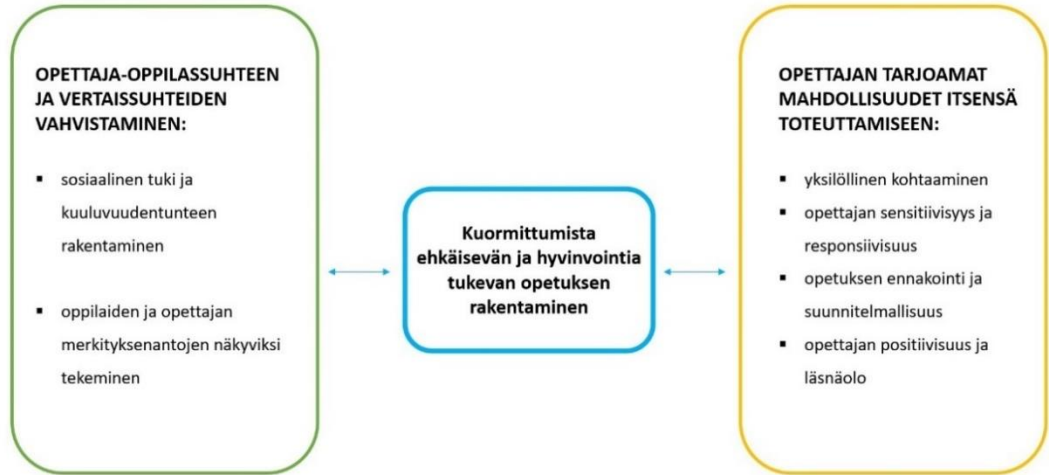 OPETTAJA-OPPILASSUHTEEN
JA VERTAISSUHTEIDEN
VAHVISTAMINEN:
▪ sosiaalinen tuki ja
kuuluvuudentunteen
rakentaminen
▪ oppilaiden ja opettajan
merkityksenantojen näkyviksi
tekeminen
Kuormittumista
ehkäisevän ja hyvinvointia
tukevan opetuksen
rakentaminen
OPETTAJAN TARJOAMAT
MAHDOLLISUUDET ITSENSÄ
TOTEUTTAMISEEN:
▪ yksilöllinen kohtaaminen
▪ opettajan sensitiivisyys ja
responsiivisuus
▪ opetuksen ennakointi ja
suunnitelmallisuus
▪ opettajan positiivisuus ja
läsnäolo